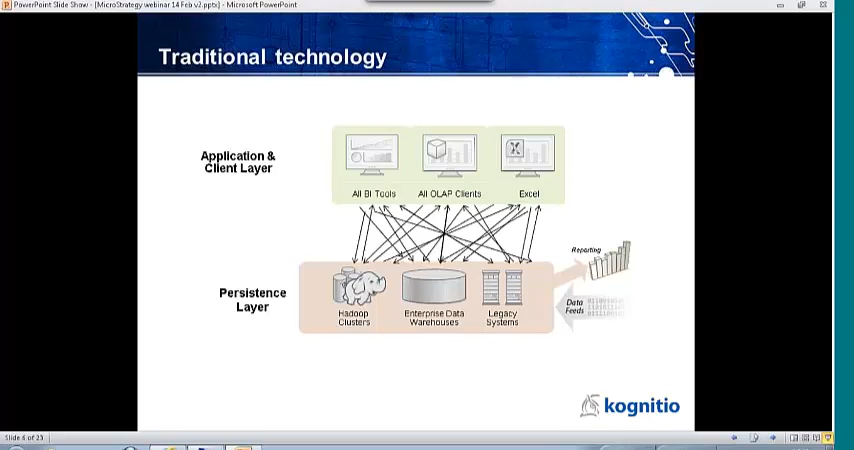 PowerPoint Slide Show - [MicroStrategy webinar 14 Feb v2.pptx] - Microsoft PowerPoint
Traditional technology
Application &
Client Layer
All BI Tools
All OLAP Clients
Excel
Persistence
Layer
Hadoop
Clusters
Enterprise Data
Warehouses
Legacy
Systems
Reporting
Data
Feeds
kognitio
Slide 6 of 23